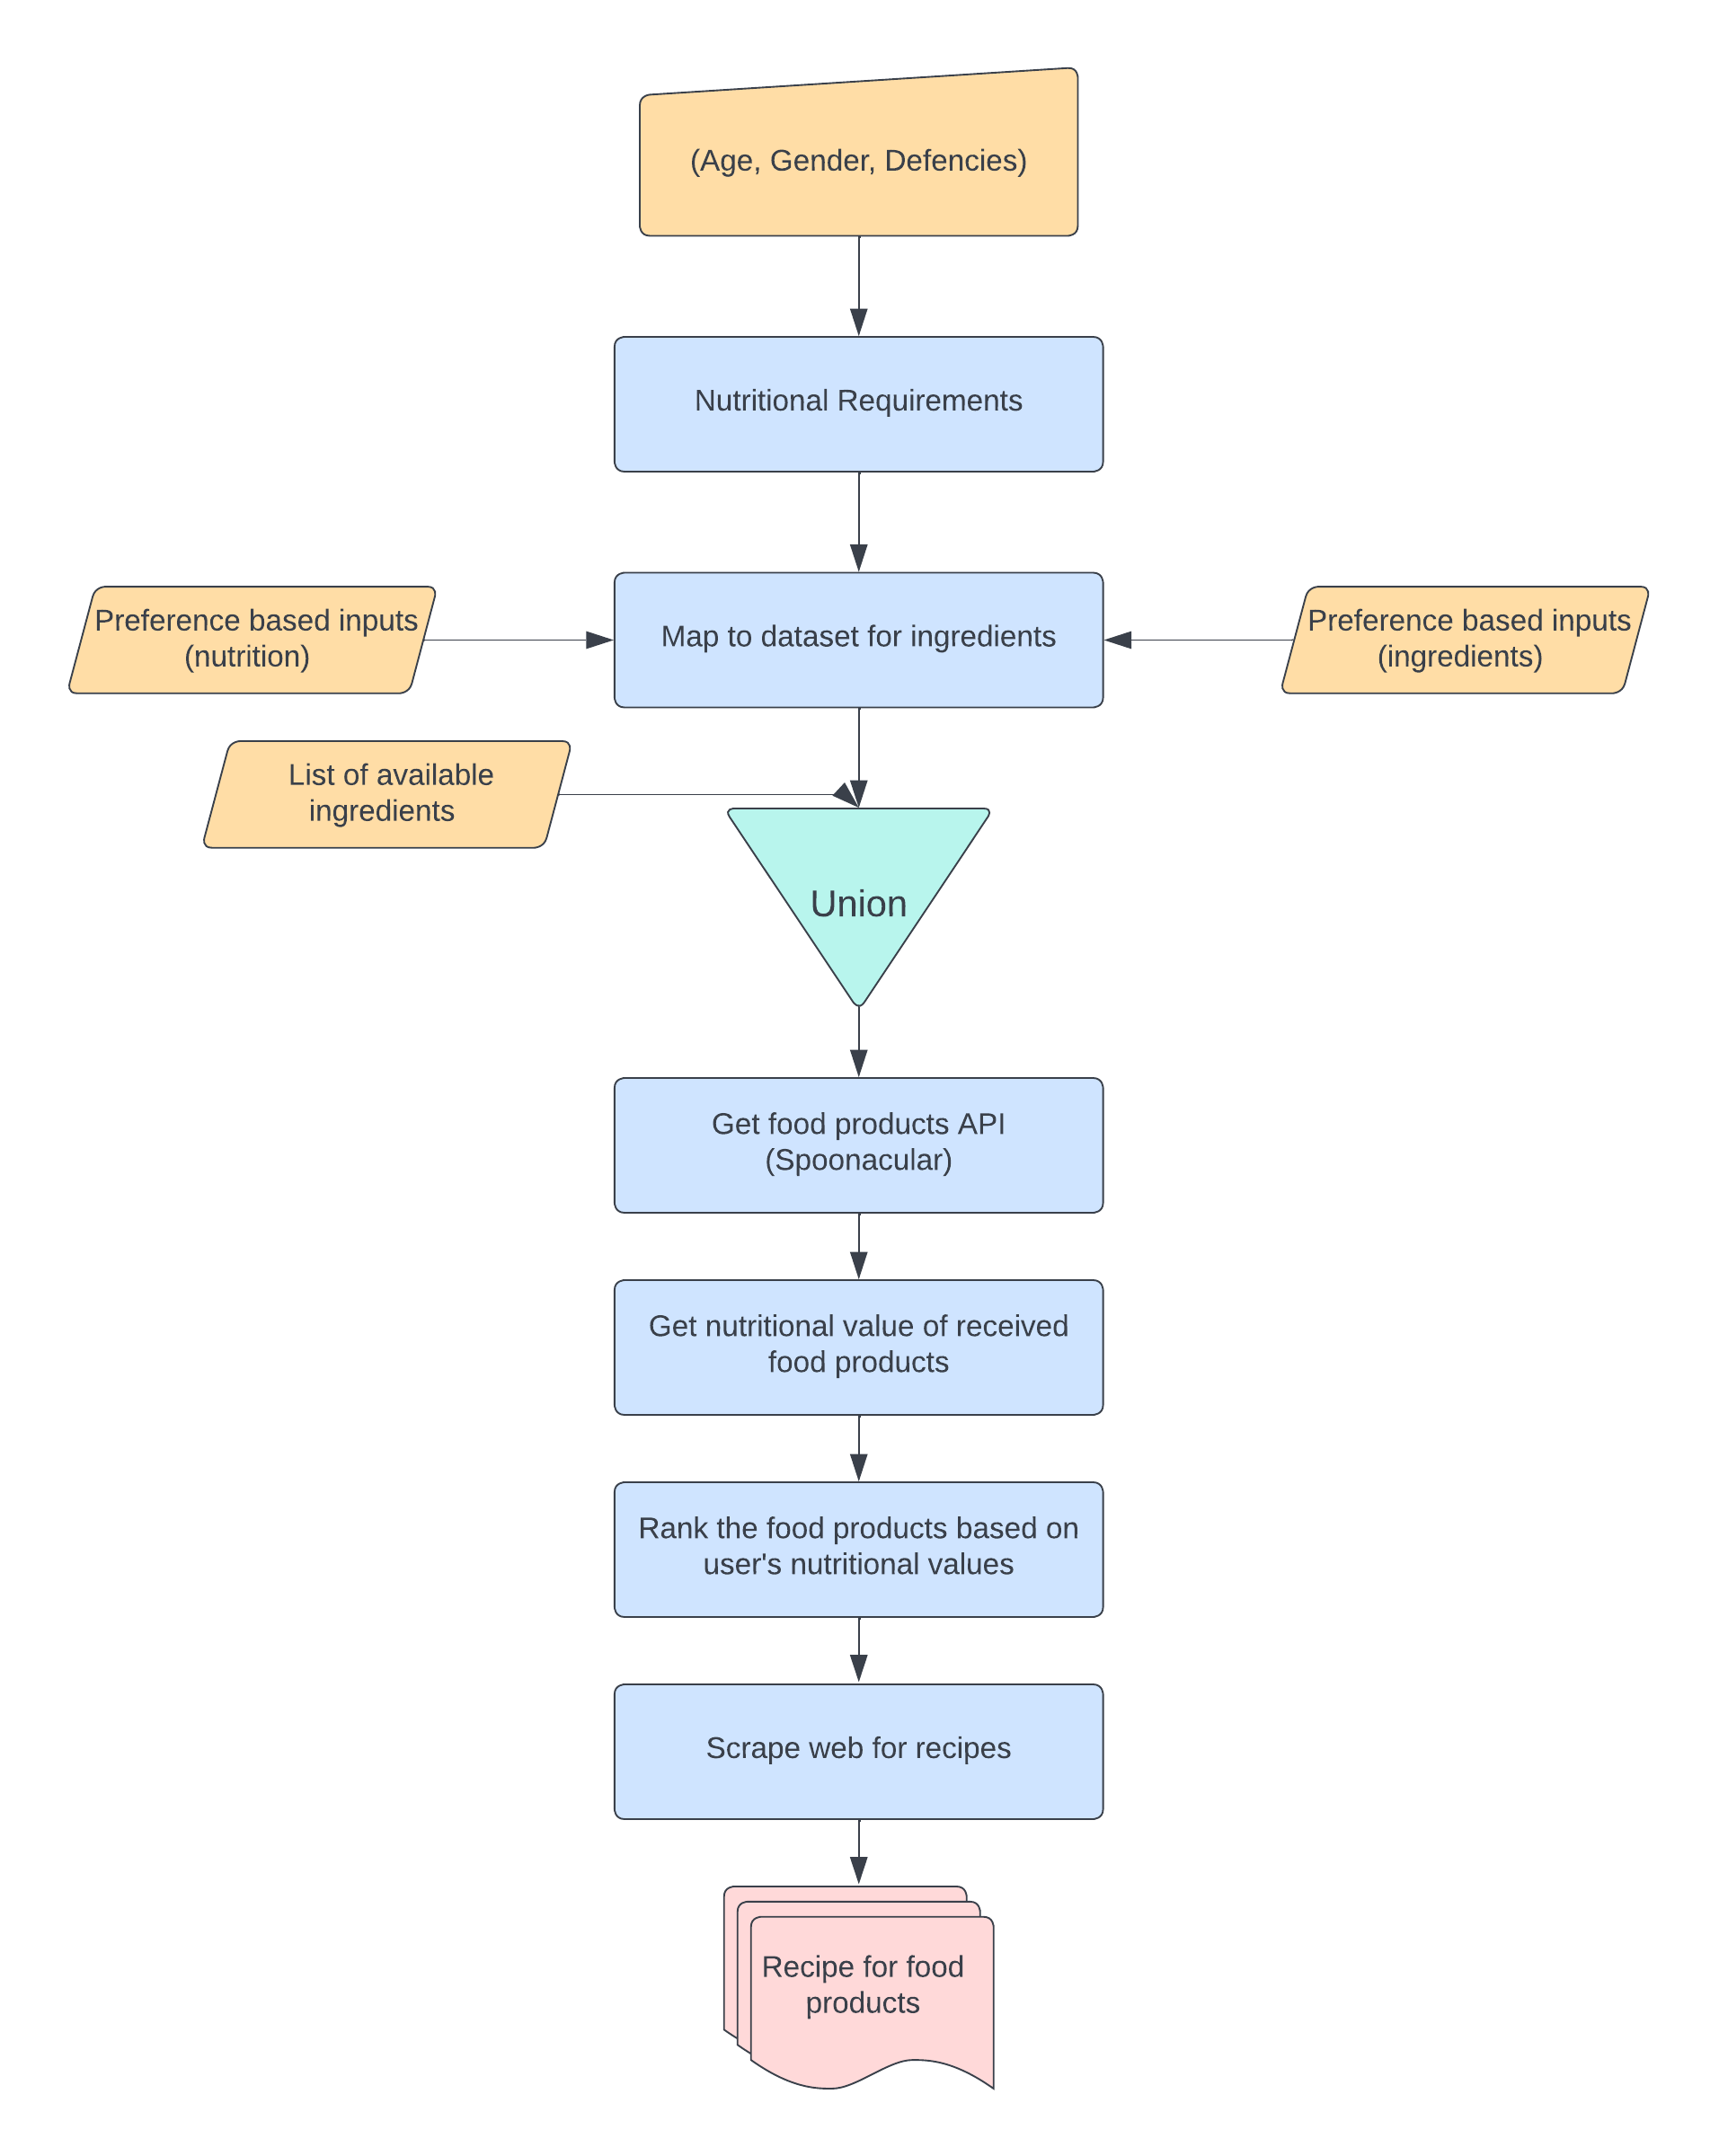 (Age, Gender, Defencies)
Nutritional Requirements
Preference based inputs
(nutrition)
Map to dataset for ingredients
Preference based inputs
(ingredients)
List of available
ingredients
Union
Get food products API
(Spoonacular)
Get nutritional value of received
food products
Rank the food products based on
user's nutritional values
Scrape web for recipes
Recipe for food
products